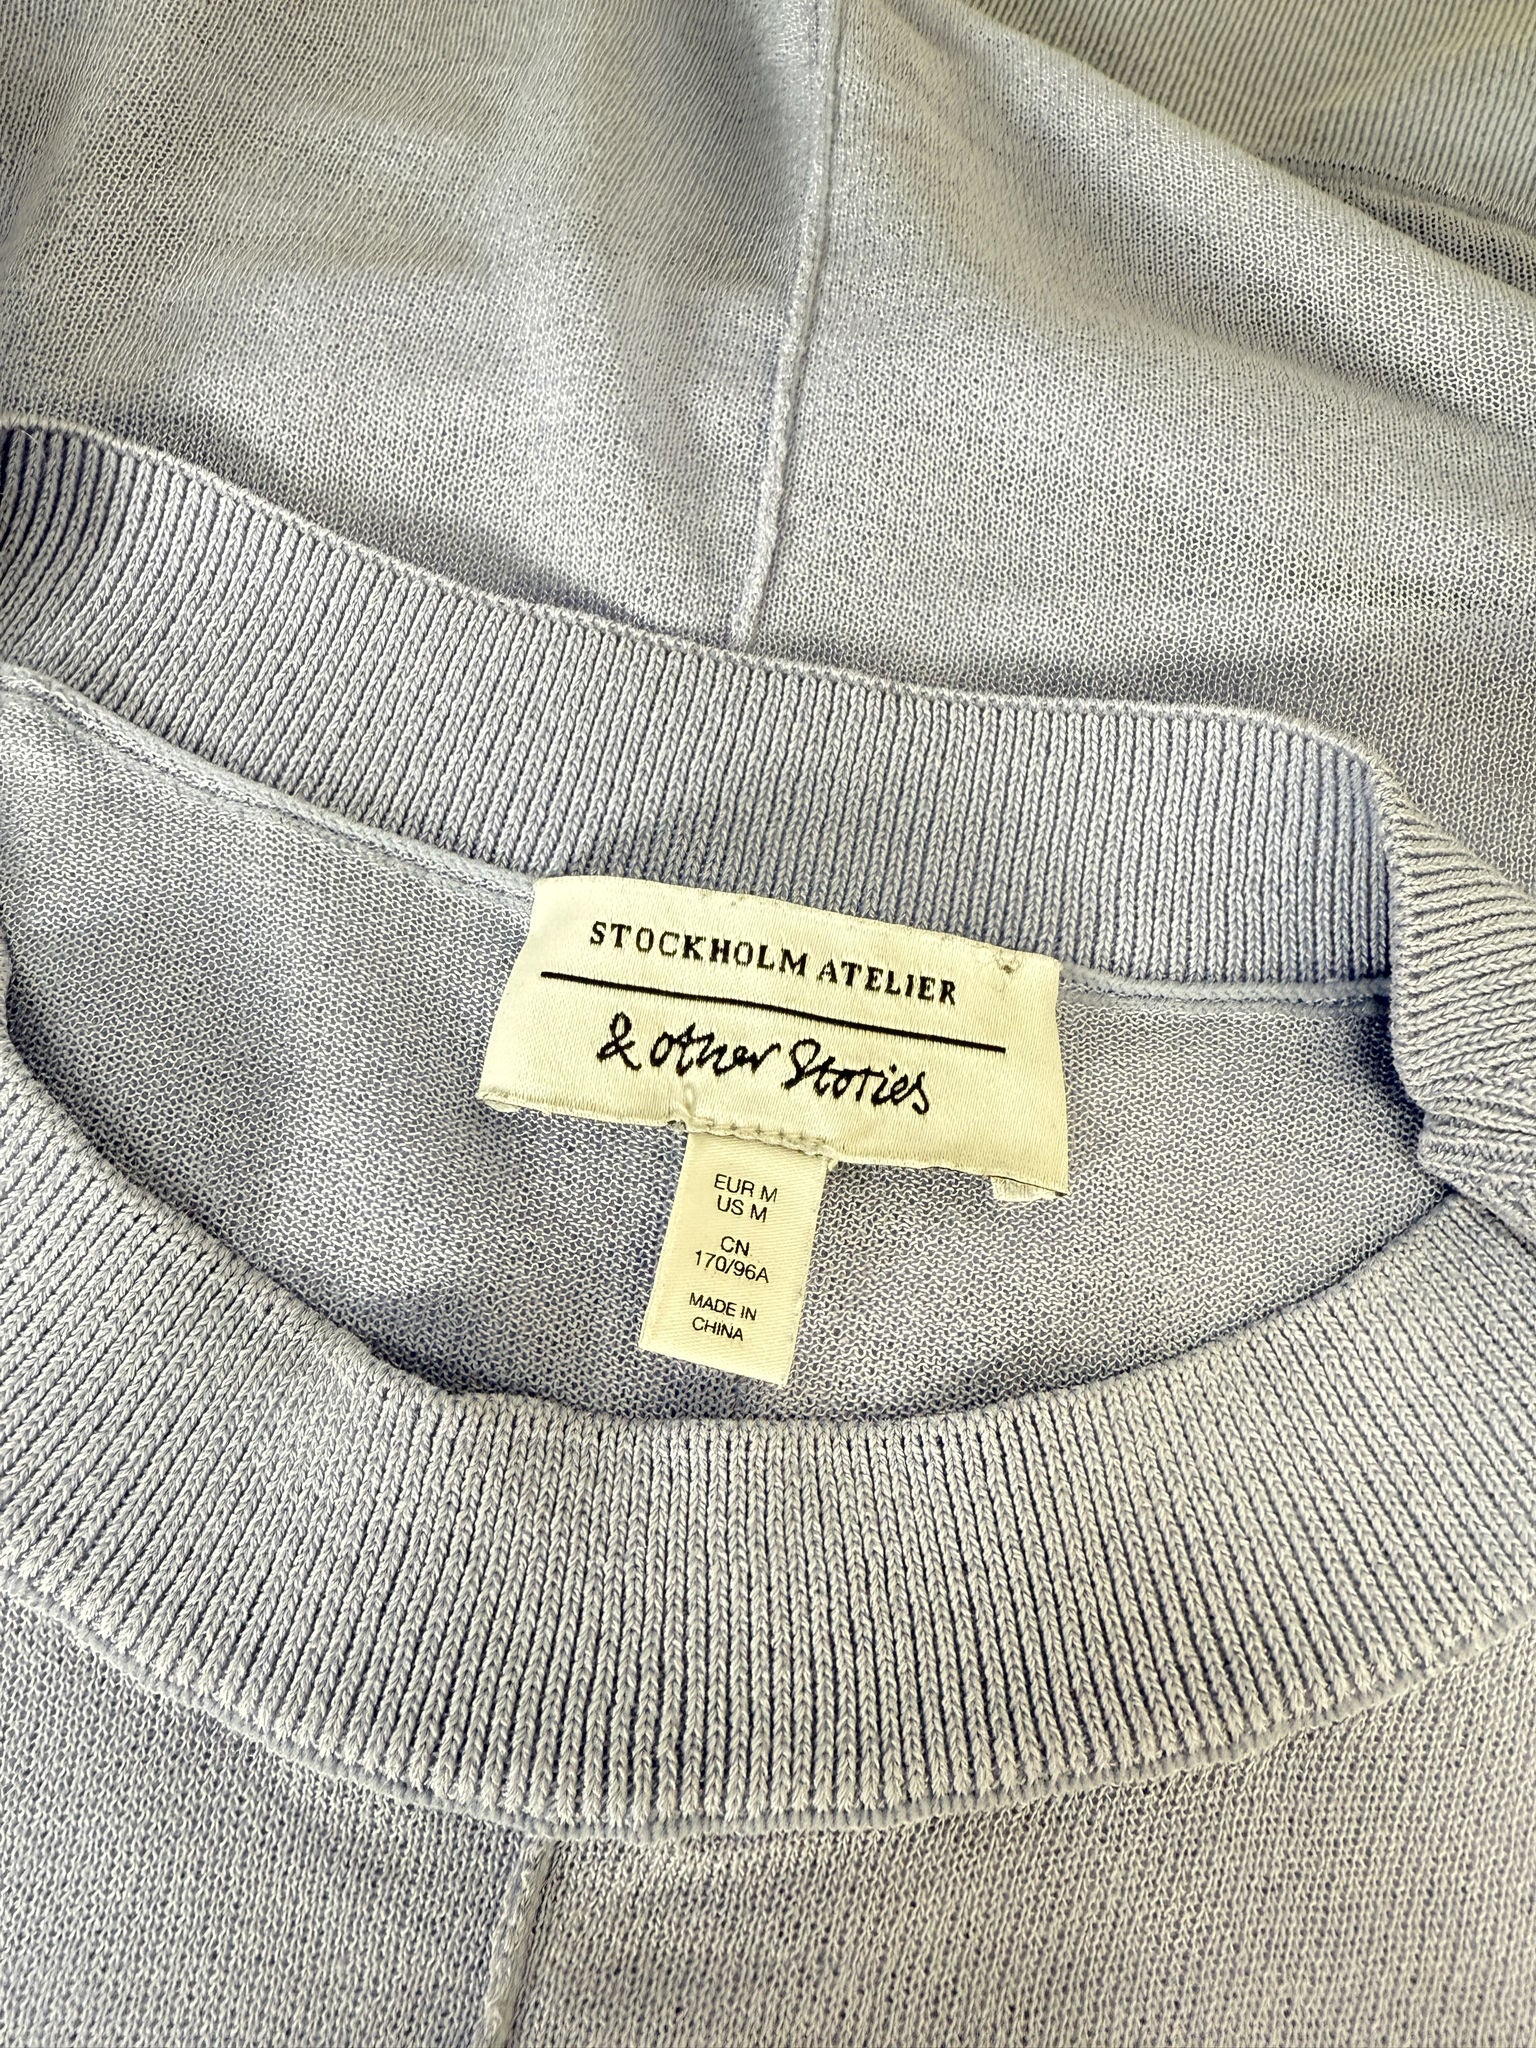 STOCKHOLM ATELIER
& other Stories
EUR M
US M
CN
170/96A
MADE IN
CHINA